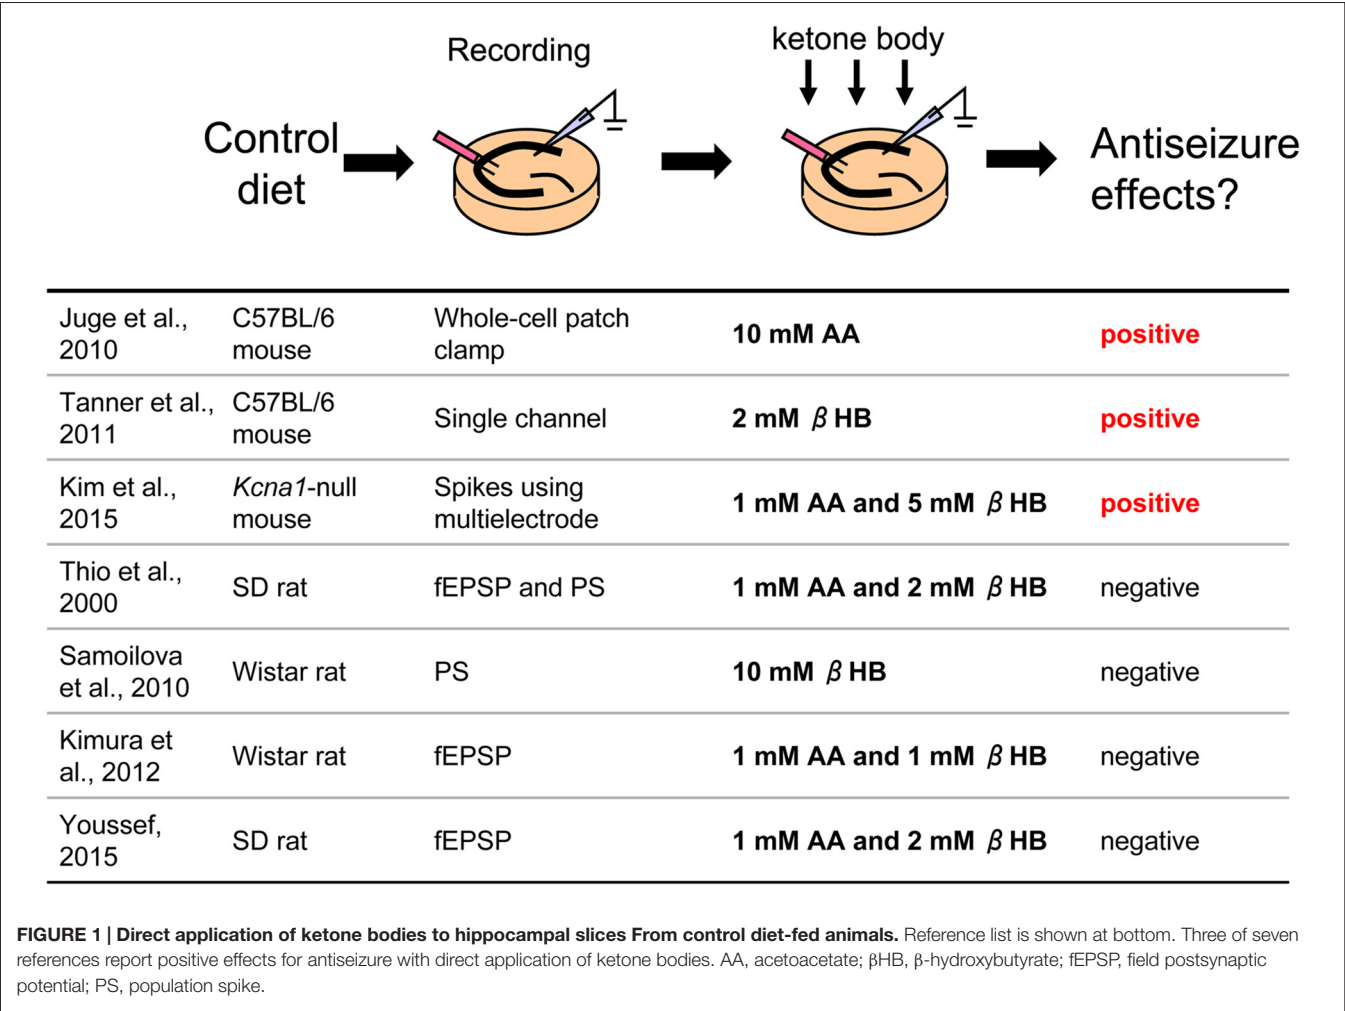 Recording
ketone body
Control
diet
Antiseizure
effects?
Juge et al.,
2010
C57BL/6
mouse
Whole-cell patch
clamp
10 mM AA
positive
Tanner et al.,
2011
C57BL/6
mouse
Single channel
2 mM βHB
positive
Kim et al.,
2015
Kcna1-null
mouse
Spikes using
multielectrode
1 mM AA and 5 mM βHB
positive
Thio et al.,
2000
SD rat
fEPSP and PS
1 mM AA and 2 mM βHB
negative
Samoilova
et al., 2010
Wistar rat
PS
10 mM βHB
negative
Kimura et
al., 2012
Wistar rat
fEPSP
1 mM AA and 1 mM βHB
negative
Youssef,
2015
SD rat
fEPSP
1 mM AA and 2 mM βHB
negative
FIGURE 1 | Direct application of ketone bodies to hippocampal slices From control diet-fed animals. Reference list is shown at bottom. Three of seven
references report positive effects for antiseizure with direct application of ketone bodies. AA, acetoacetate; βHB, β-hydroxybutyrate; fEPSP, field postsynaptic
potential; PS, population spike.